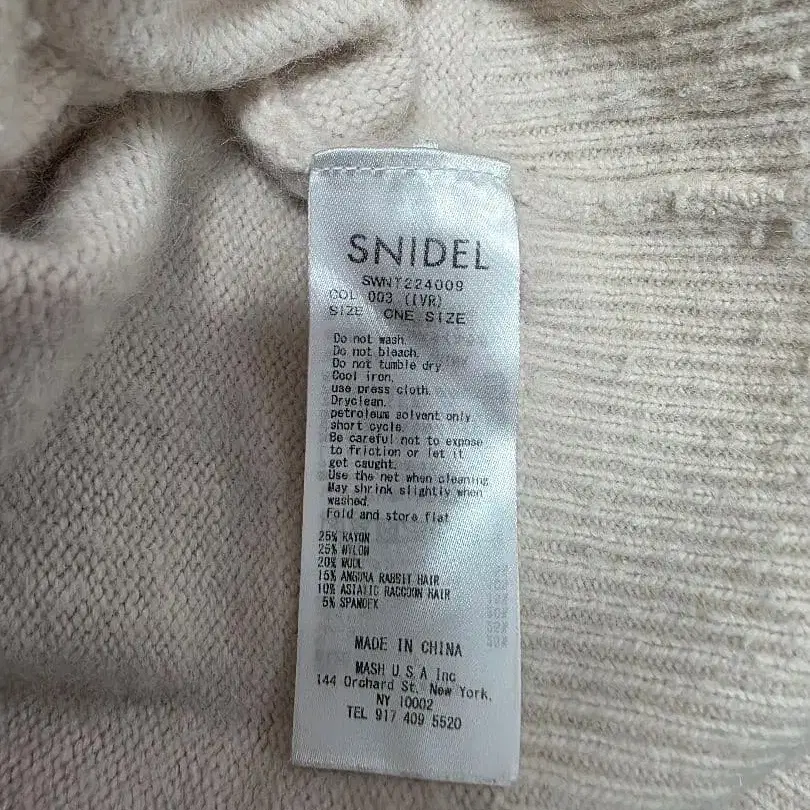 SNIDEL
SWNT224009
COL 003 (IVR)
SIZE ONE SIZE
Do not wash.
Do not bleach.
Do not tumble dry
Cool iron.
use press cloth.
Dryclean.
petroleum solvent only
short cycle.
Be careful not to expose
to friction or let it
get caught.
Use the net when cleaning
May shrink slightly when
washed.
Fold and store flat
25% RAYON
25% NYLON
20% WOOL
15% ANGORA RABBIT HAIR
10% ASIATIC RACCOON HAIR
5% SPANDEX
MADE IN CHINA
MASH U.S.A Inc
144 Orchard St. New York.
NY 10002
TEL 917 409 5520